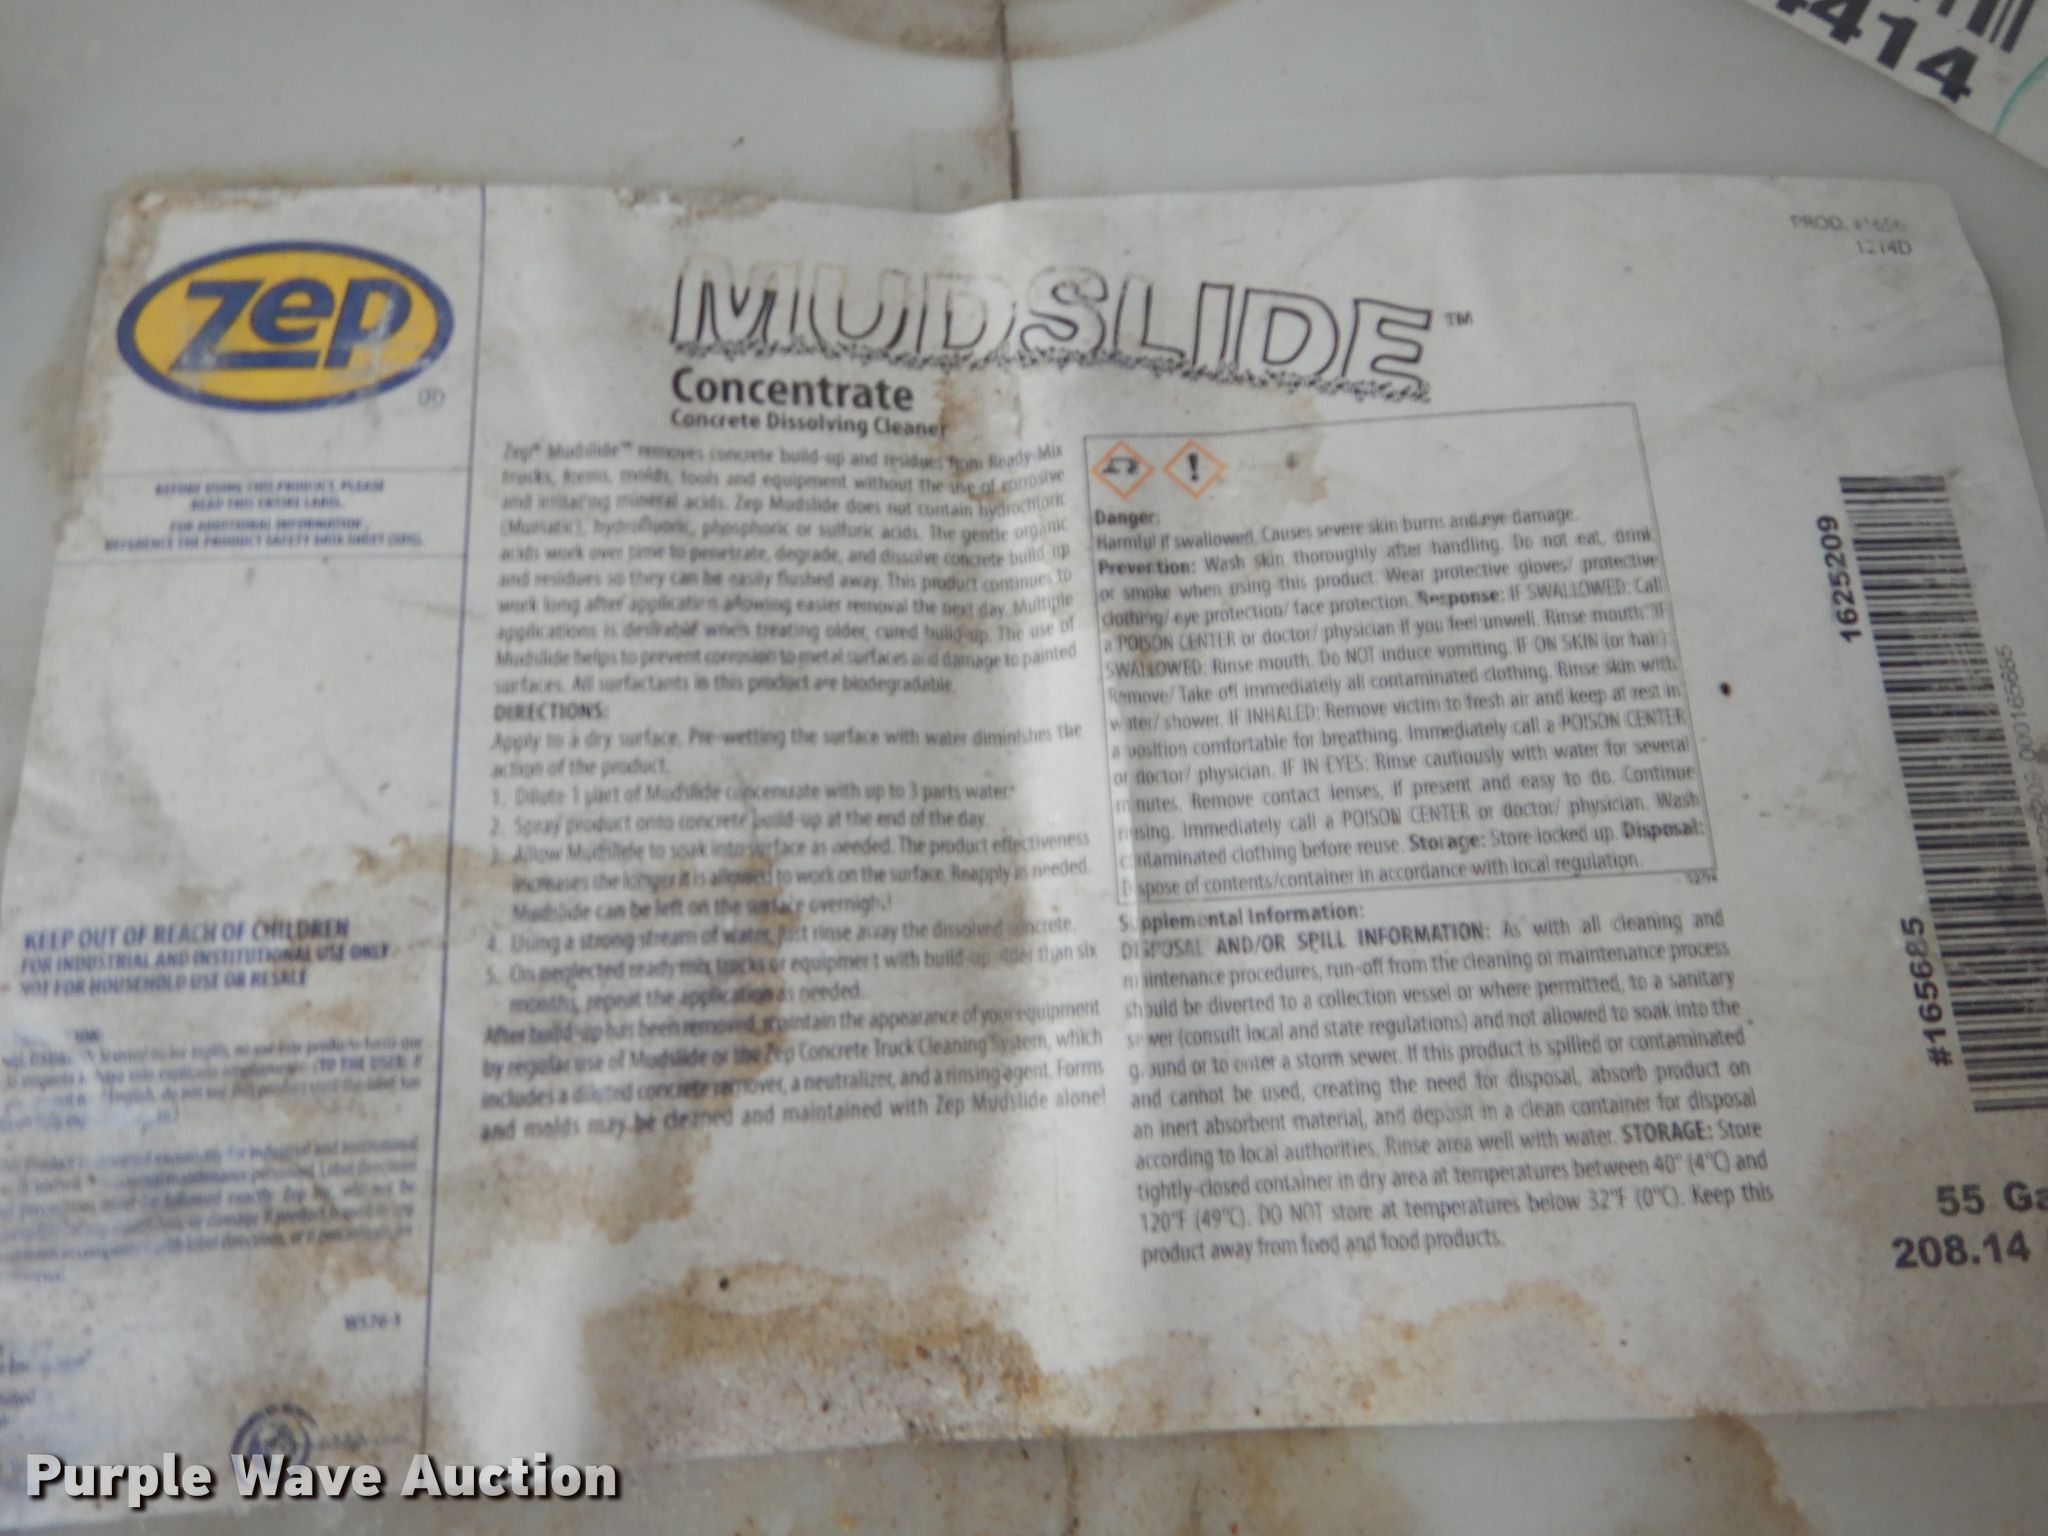 414
Zep
®
BEFORE USING THIS PRODUCT, PLEASE
READ THIS ENTIRE LABEL.
FOR ADDITIONAL INFORMATION,
REFERENCE THE PRODUCT SAFETY DATA SHEET (SDS).
KEEP OUT OF REACH OF CHILDREN
FOR INDUSTRIAL AND INSTITUTIONAL USE ONLY
NOT FOR HOUSEHOLD USE OR RESALE
MUDSLIDE™
Concentrate
Concrete Dissolving Cleaner
Zep® Mudslide™ removes concrete build-up and residues from Ready-Mix
trucks, forms, molds, tools and equipment without the use of corrosive
and irritating mineral acids. Zep Mudslide does not contain hydrochloric
(Muriatic), hydrofluoric, phosphoric or sulfuric acids. The gentle organic
acids work over time to penetrate, degrade, and dissolve concrete build-up
and residues so they can be easily flushed away. This product continues to
work long after application allowing easier removal the next day. Multiple
applications is desirable when treating older, cured build-up. The use of
Mudslide helps to prevent corrosion to metal surfaces and damage to painted
surfaces. All surfactants in this product are biodegradable.
DIRECTIONS:
Apply to a dry surface. Pre-wetting the surface with water diminishes the
action of the product.
1. Dilute 1 part of Mudslide concentrate with up to 3 parts water.
2. Spray product onto concrete build-up at the end of the day.
3. Allow Mudslide to soak into surface as needed. The product effectiveness
increases the longer it is allowed to work on the surface. Reapply as needed.
Mudslide can be left on the surface overnight!
4. Using a strong stream of water, just rinse away the dissolved concrete.
5. On neglected ready mix trucks or equipment with build-up older than six
months, repeat the application as needed.
After build-up has been removed, maintain the appearance of your equipment
by regular use of Mudslide or the Zep Concrete Truck Cleaning System, which
includes a diluted concrete remover, a neutralizer, and a rinsing agent. Forms
and molds may be cleaned and maintained with Zep Mudslide alone!
Danger:
Harmful if swallowed. Causes severe skin burns and eye damage.
Prevention: Wash skin thoroughly after handling. Do not eat, drink
or smoke when using this product. Wear protective gloves/ protective
clothing/ eye protection/ face protection. Response: IF SWALLOWED: Call
a POISON CENTER or doctor/ physician if you feel unwell. Rinse mouth. IF
SWALLOWED: Rinse mouth. Do NOT induce vomiting. IF ON SKIN (or hair):
Remove/ Take off immediately all contaminated clothing. Rinse skin with
water/ shower. IF INHALED: Remove victim to fresh air and keep at rest in
a position comfortable for breathing. Immediately call a POISON CENTER
or doctor/ physician. IF IN EYES: Rinse cautiously with water for several
minutes. Remove contact lenses, if present and easy to do. Continue
rinsing. Immediately call a POISON CENTER or doctor/ physician. Wash
contaminated clothing before reuse. Storage: Store locked up. Disposal:
Dispose of contents/container in accordance with local regulation.
Supplemental Information:
DISPOSAL AND/OR SPILL INFORMATION: As with all cleaning and
maintenance procedures, run-off from the cleaning or maintenance process
should be diverted to a collection vessel or where permitted, to a sanitary
sewer (consult local and state regulations) and not allowed to soak into the
ground or to enter a storm sewer. If this product is spilled or contaminated
and cannot be used, creating the need for disposal, absorb product on
an inert absorbent material, and deposit in a clean container for disposal
according to local authorities. Rinse area well with water. STORAGE: Store
tightly-closed container in dry area at temperatures between 40° (4°C) and
120°F (49°C). DO NOT store at temperatures below 32°F (0°C). Keep this
product away from food and food products.
PROD. #1656
1214D
1625209
#165685
00165685
55 Ga
208.14
W576-1
Purple Wave Auction